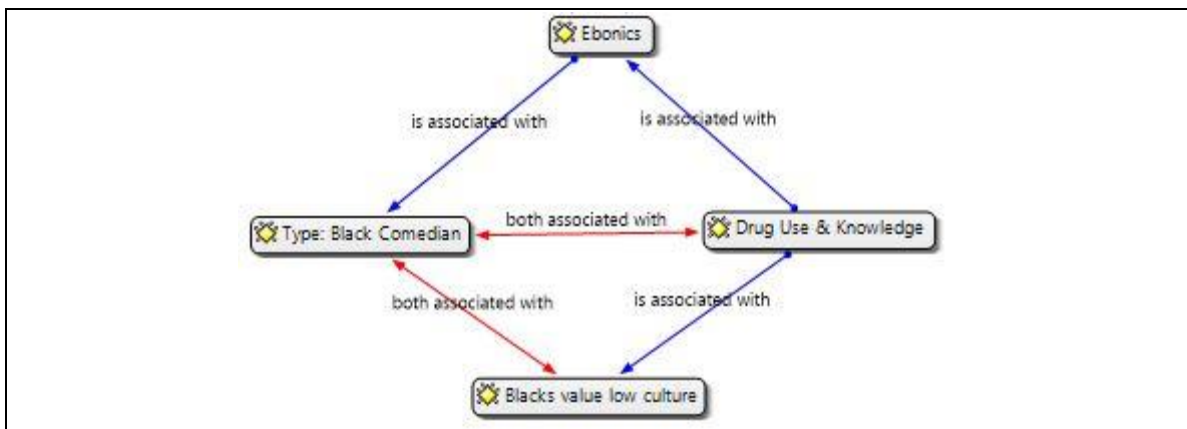 Ebonics
is associated with
is associated with
both associated with
Type: Black Comedian
Drug Use & Knowledge
both associated with
is associated with
Blacks value low culture